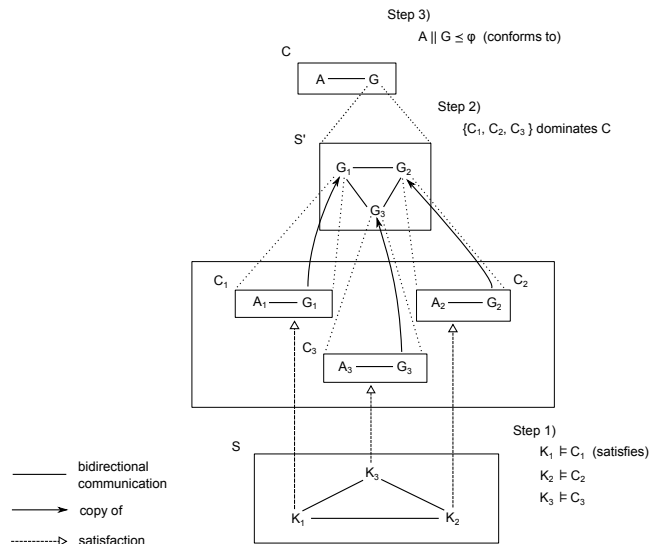 Step 3)
A || G ⪯ φ (conforms to)
C
A G
Step 2)
{C₁, C₂, C₃ } dominates C
S'
G₁ G₂
G₃
C₁ C₂
A₁ G₁ A₂ G₂
C₃
A₃ G₃
Step 1)
K₁ ⊨ C₁ (satisfies)
K₂ ⊨ C₂
K₃ ⊨ C₃
S
K₃
K₁ K₂
bidirectional
communication
copy of
satisfaction